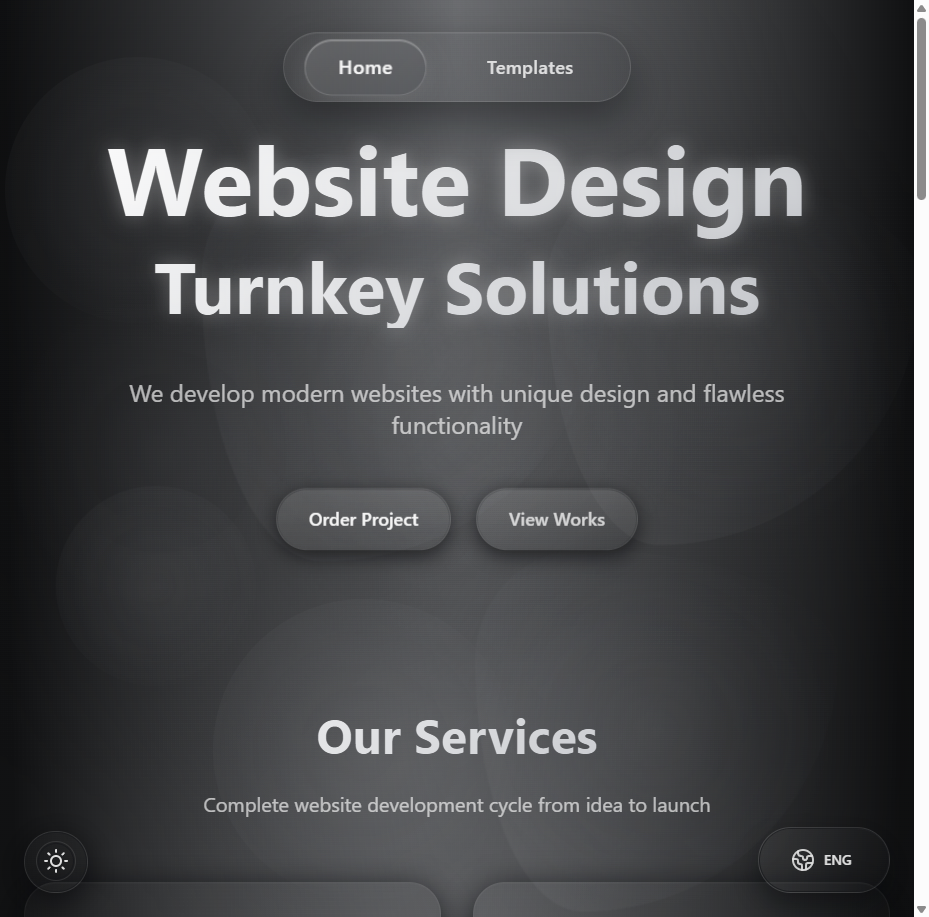 Home
Templates
Website Design
Turnkey Solutions
We develop modern websites with unique design and flawless
functionality
Order Project
View Works
Our Services
Complete website development cycle from idea to launch
ENG